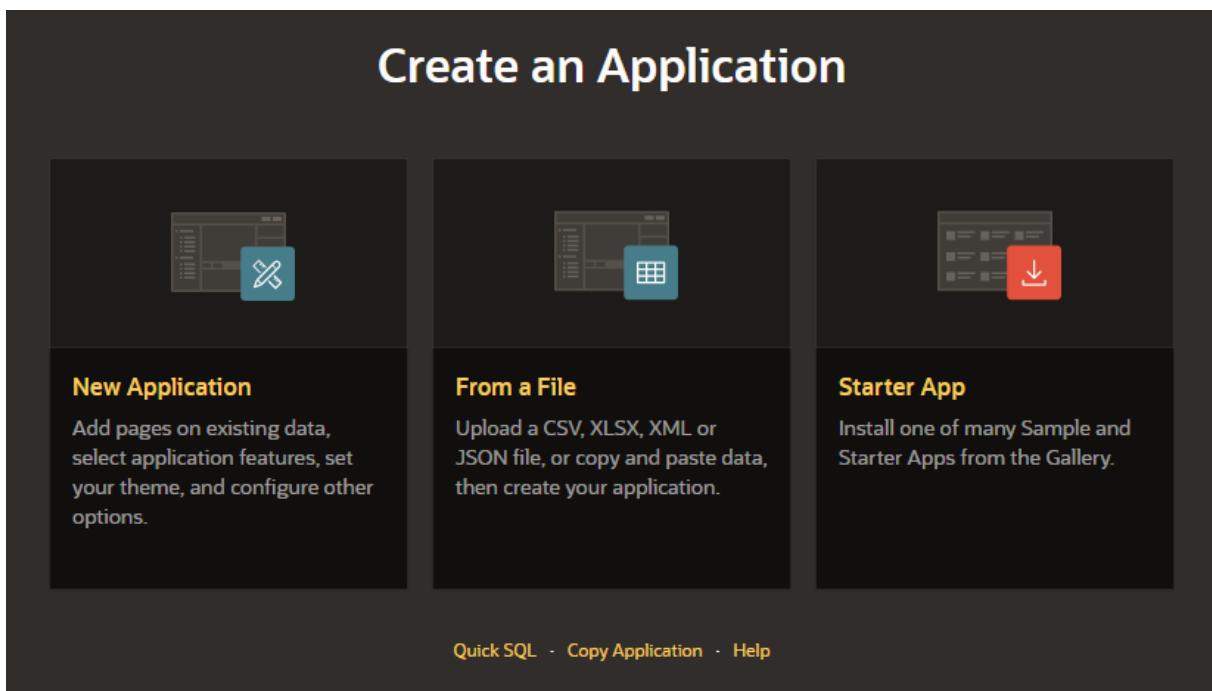 Create an Application
New Application
Add pages on existing data,
select application features, set
your theme, and configure other
options.
From a File
Upload a CSV, XLSX, XML or
JSON file, or copy and paste data,
then create your application.
Starter App
Install one of many Sample and
Starter Apps from the Gallery.
Quick SQL · Copy Application · Help